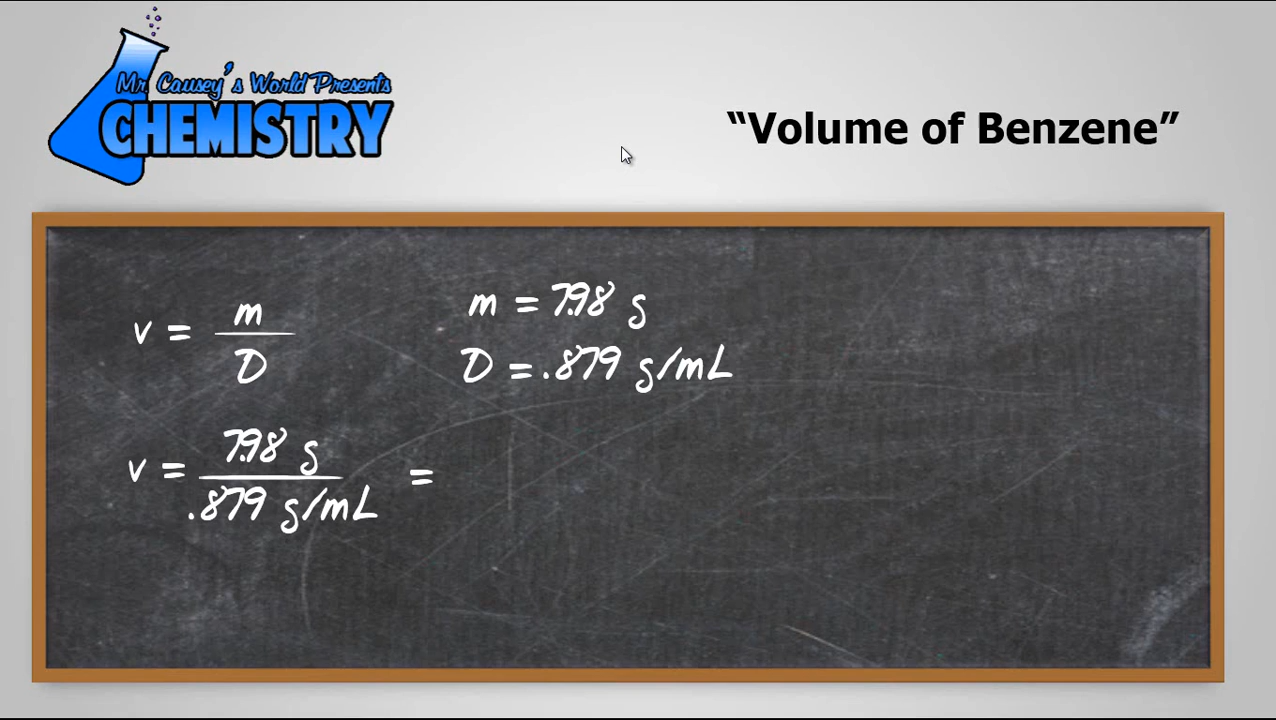 Mr. Causey's World Presents
CHEMISTRY
“Volume of Benzene”
v = m / D
m = 7.98 g
D = .879 g/mL
v = 7.98 g / .879 g/mL =